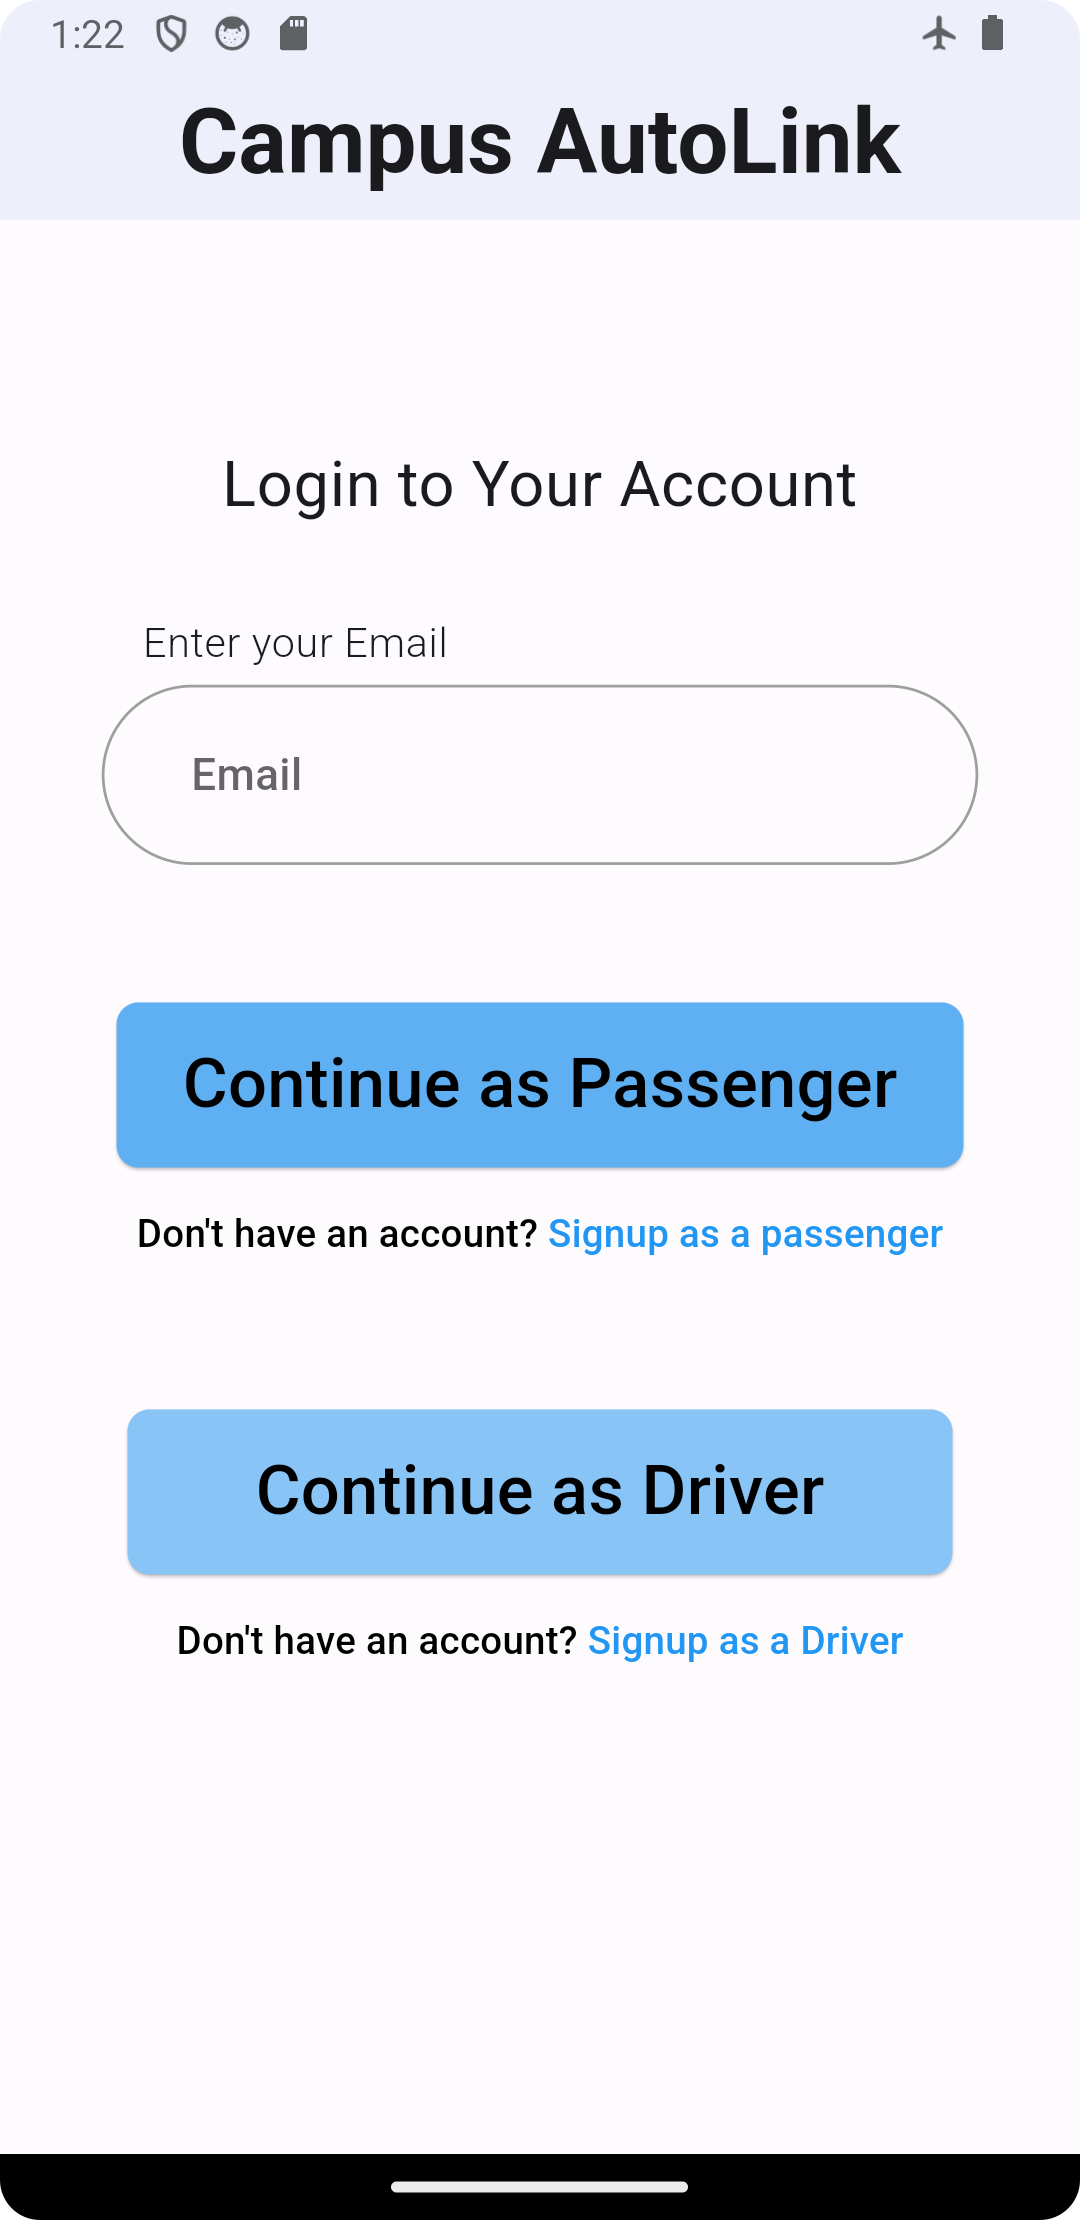 1:22
Campus AutoLink
Login to Your Account
Enter your Email
Email
Continue as Passenger
Don't have an account? Signup as a passenger
Continue as Driver
Don't have an account? Signup as a Driver